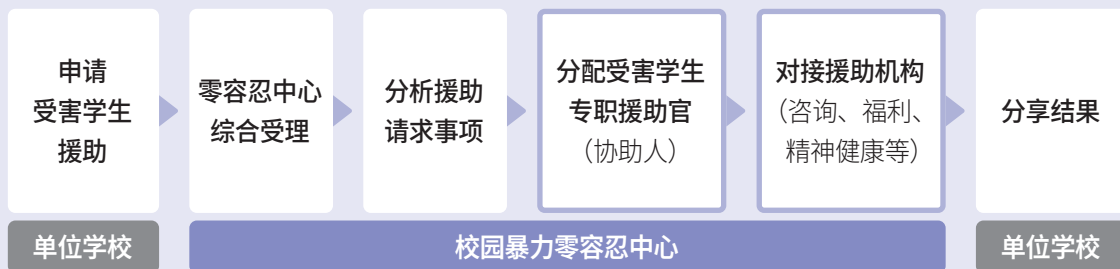 申请
受害学生
援助
零容忍中心
综合受理
分析援助
请求事项
分配受害学生
专职援助官
（协助人）
对接援助机构
（咨询、福利、
精神健康等）
分享结果
单位学校
校园暴力零容忍中心
单位学校